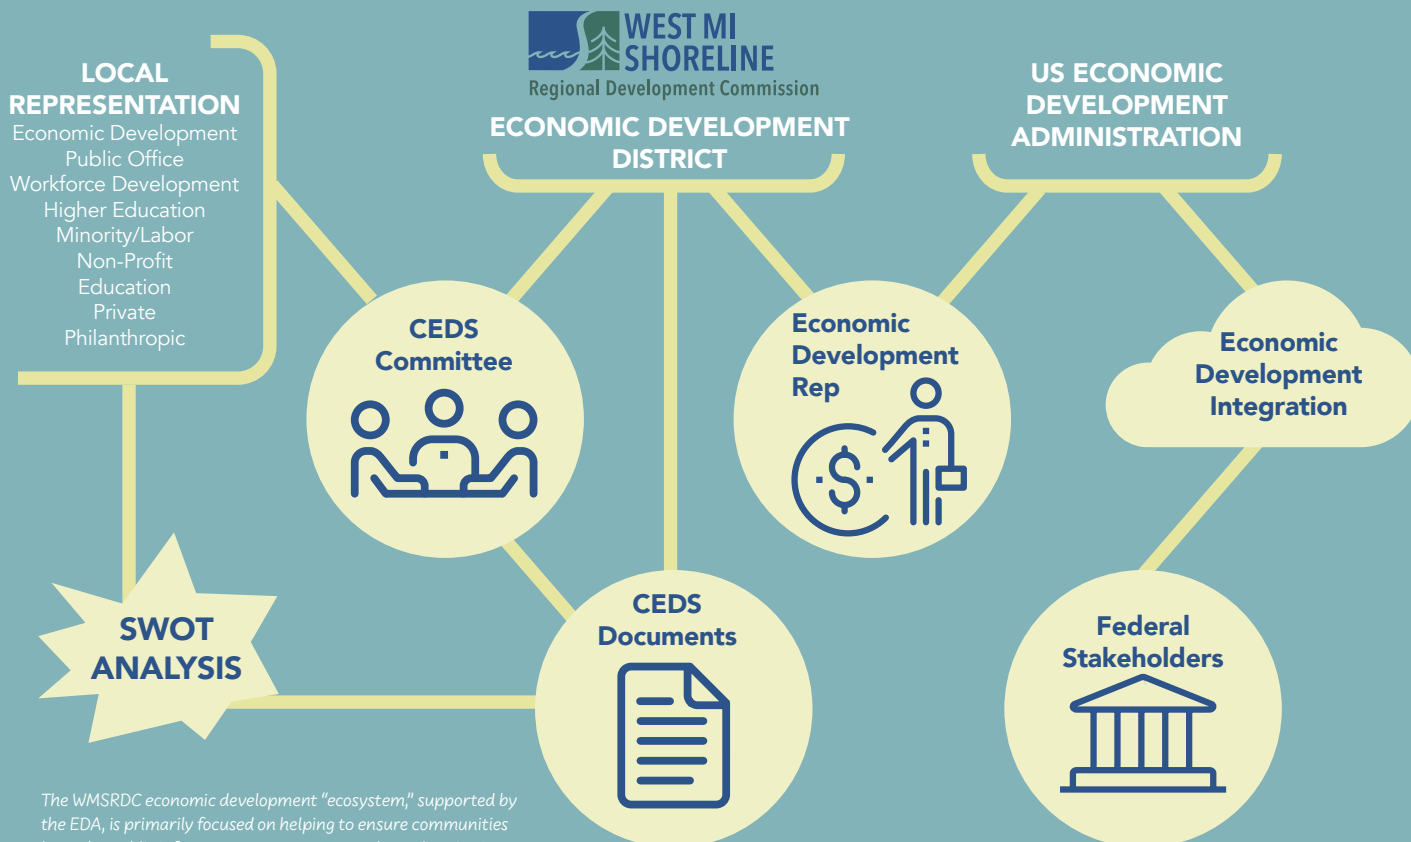 WEST MI
SHORELINE
Regional Development Commission
LOCAL
REPRESENTATION
Economic Development
Public Office
Workforce Development
Higher Education
Minority/Labor
Non-Profit
Education
Private
Philanthropic
ECONOMIC DEVELOPMENT
DISTRICT
US ECONOMIC
DEVELOPMENT
ADMINISTRATION
CEDS
Committee
Economic
Development
Rep
$
Economic
Development
Integration
SWOT
ANALYSIS
CEDS
Documents
Federal
Stakeholders
The WMSRDC economic development "ecosystem," supported by
the EDA, is primarily focused on helping to ensure communities